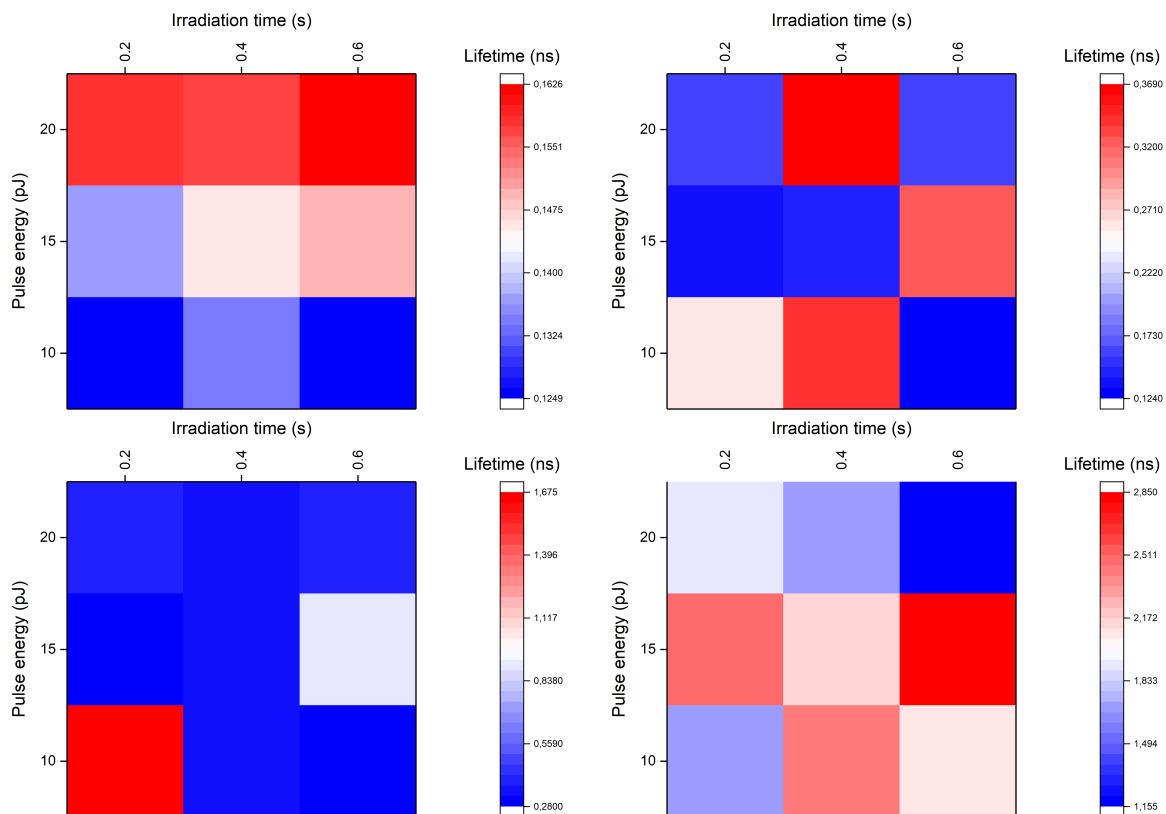 Irradiation time (s)
0.2 0.4 0.6
Lifetime (ns)
Pulse energy (pJ)
20
15
10
0,1626
0,1551
0,1475
0,1400
0,1324
0,1249
Irradiation time (s)
0.2 0.4 0.6
Lifetime (ns)
Pulse energy (pJ)
20
15
10
0,3690
0,3200
0,2710
0,2220
0,1730
0,1240
Irradiation time (s)
0.2 0.4 0.6
Lifetime (ns)
Pulse energy (pJ)
20
15
10
1,675
1,396
1,117
0,8380
0,5590
0,2800
Irradiation time (s)
0.2 0.4 0.6
Lifetime (ns)
Pulse energy (pJ)
20
15
10
2,850
2,511
2,172
1,833
1,494
1,155